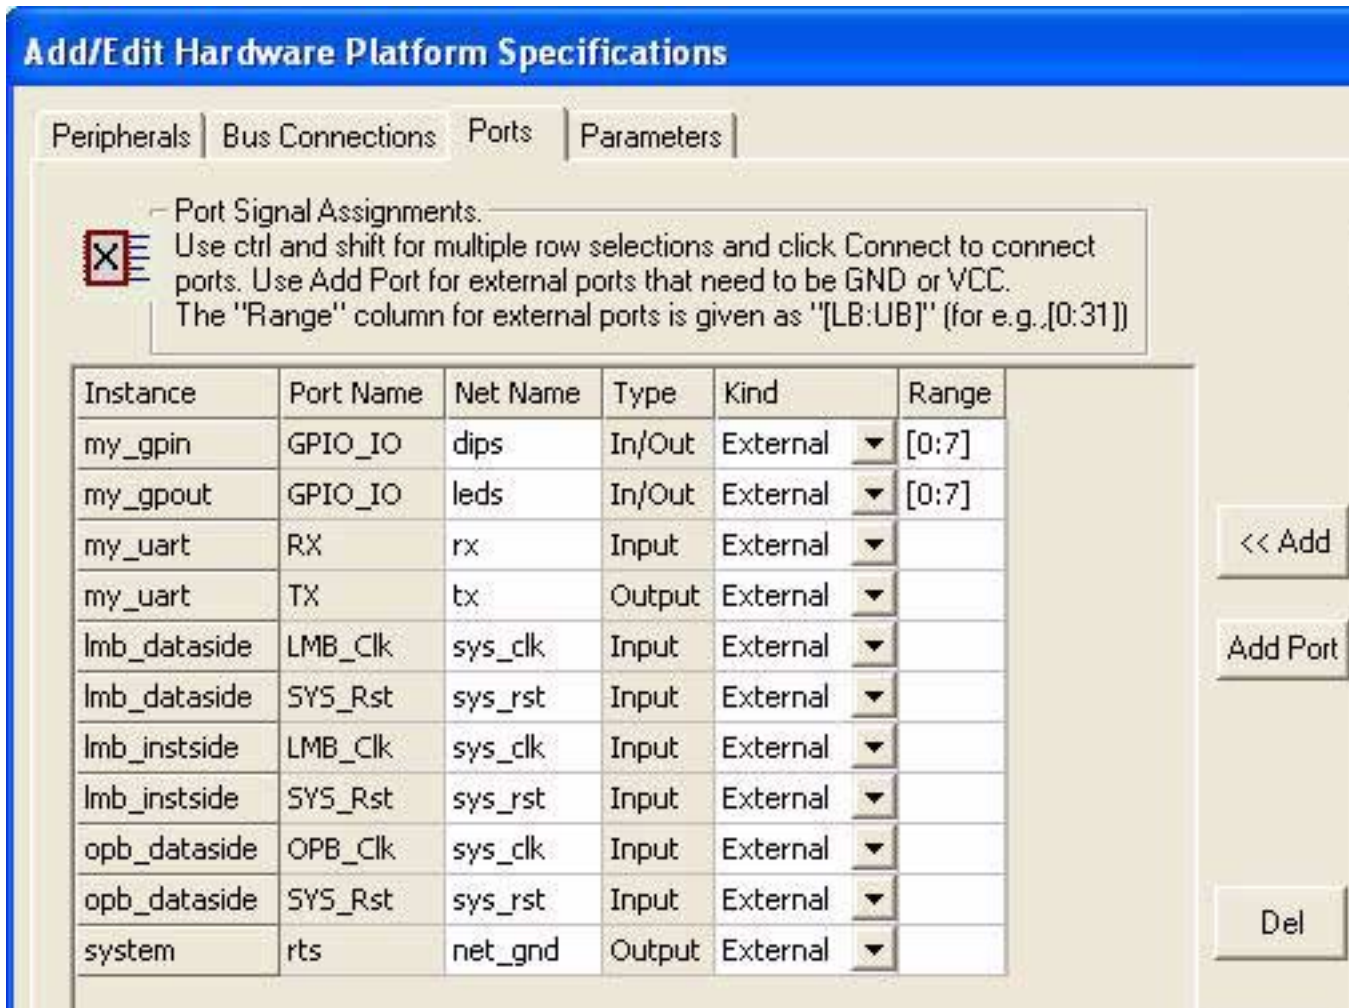 Add/Edit Hardware Platform Specifications
Peripherals Bus Connections Ports Parameters
Port Signal Assignments.
Use ctrl and shift for multiple row selections and click Connect to connect
ports. Use Add Port for external ports that need to be GND or VCC.
The "Range" column for external ports is given as "[LB:UB]" (for e.g.,[0:31])
Instance Port Name Net Name Type Kind Range
my_gpin GPIO_IO dips In/Out External [0:7]
my_gpout GPIO_IO leds In/Out External [0:7]
my_uart RX rx Input External << Add
my_uart TX tx Output External
lmb_dataside LMB_Clk sys_clk Input External Add Port
lmb_dataside SYS_Rst sys_rst Input External
lmb_instside LMB_Clk sys_clk Input External
lmb_instside SYS_Rst sys_rst Input External
opb_dataside OPB_Clk sys_clk Input External
opb_dataside SYS_Rst sys_rst Input External Del
system rts net_gnd Output External